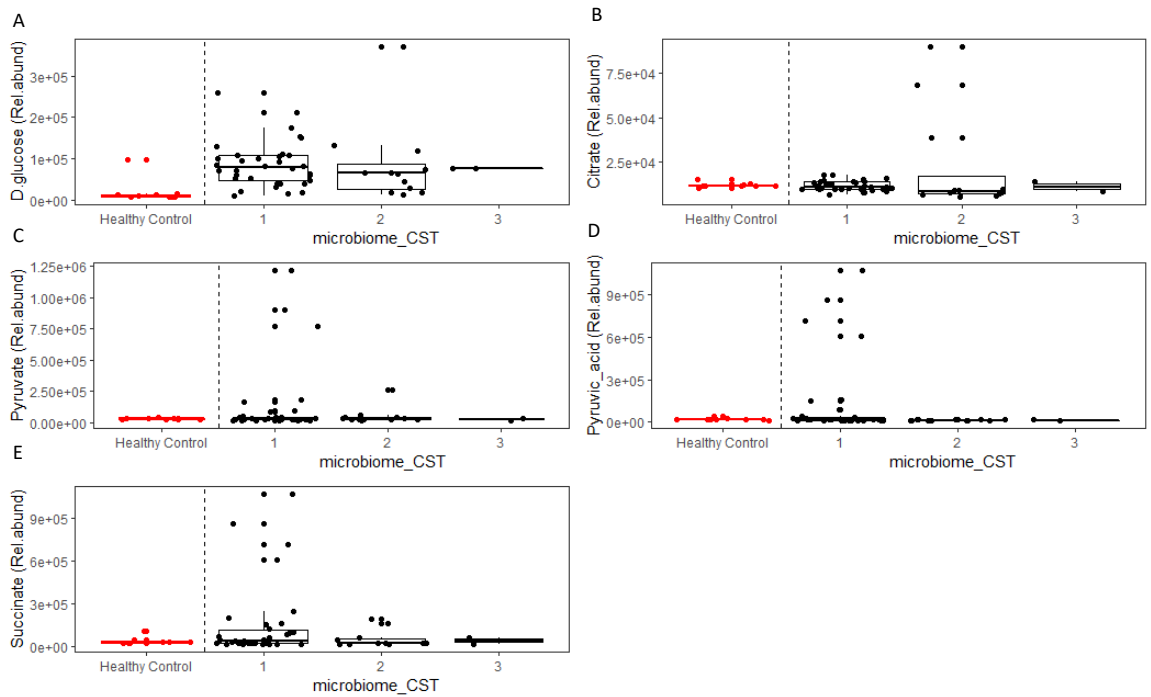 A
D.glucose (Rel.abund)
3e+05
2e+05
1e+05
0e+00
Healthy Control 1 2 3
microbiome_CST
B
Citrate (Rel.abund)
7.5e+04
5.0e+04
2.5e+04
Healthy Control 1 2 3
microbiome_CST
C
Pyruvate (Rel.abund)
1.25e+06
1.00e+06
7.50e+05
5.00e+05
2.50e+05
0.00e+00
Healthy Control 1 2 3
microbiome_CST
D
Pyruvic_acid (Rel.abund)
9e+05
6e+05
3e+05
0e+00
Healthy Control 1 2 3
microbiome_CST
E
Succinate (Rel.abund)
9e+05
6e+05
3e+05
0e+00
Healthy Control 1 2 3
microbiome_CST